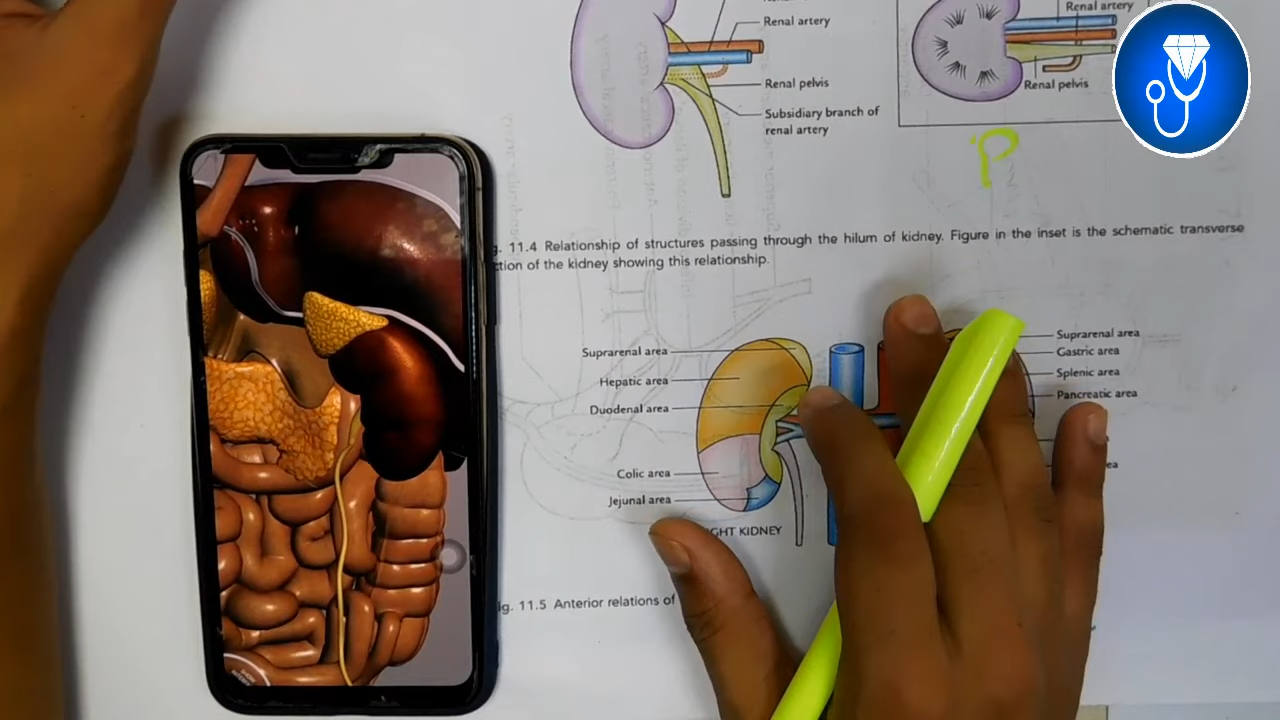 Renal artery
Renal pelvis
Subsidiary branch of
renal artery
Renal artery
Renal pelvis
P
11.4 Relationship of structures passing through the hilum of kidney. Figure in the inset is the schematic transverse
of the kidney showing this relationship.
Suprarenal area
Hepatic area
Duodenal area
Colic area
Jejunal area
Suprarenal area
Gastric area
Splenic area
Pancreatic area
KIDNEY
11.5 Anterior relations of